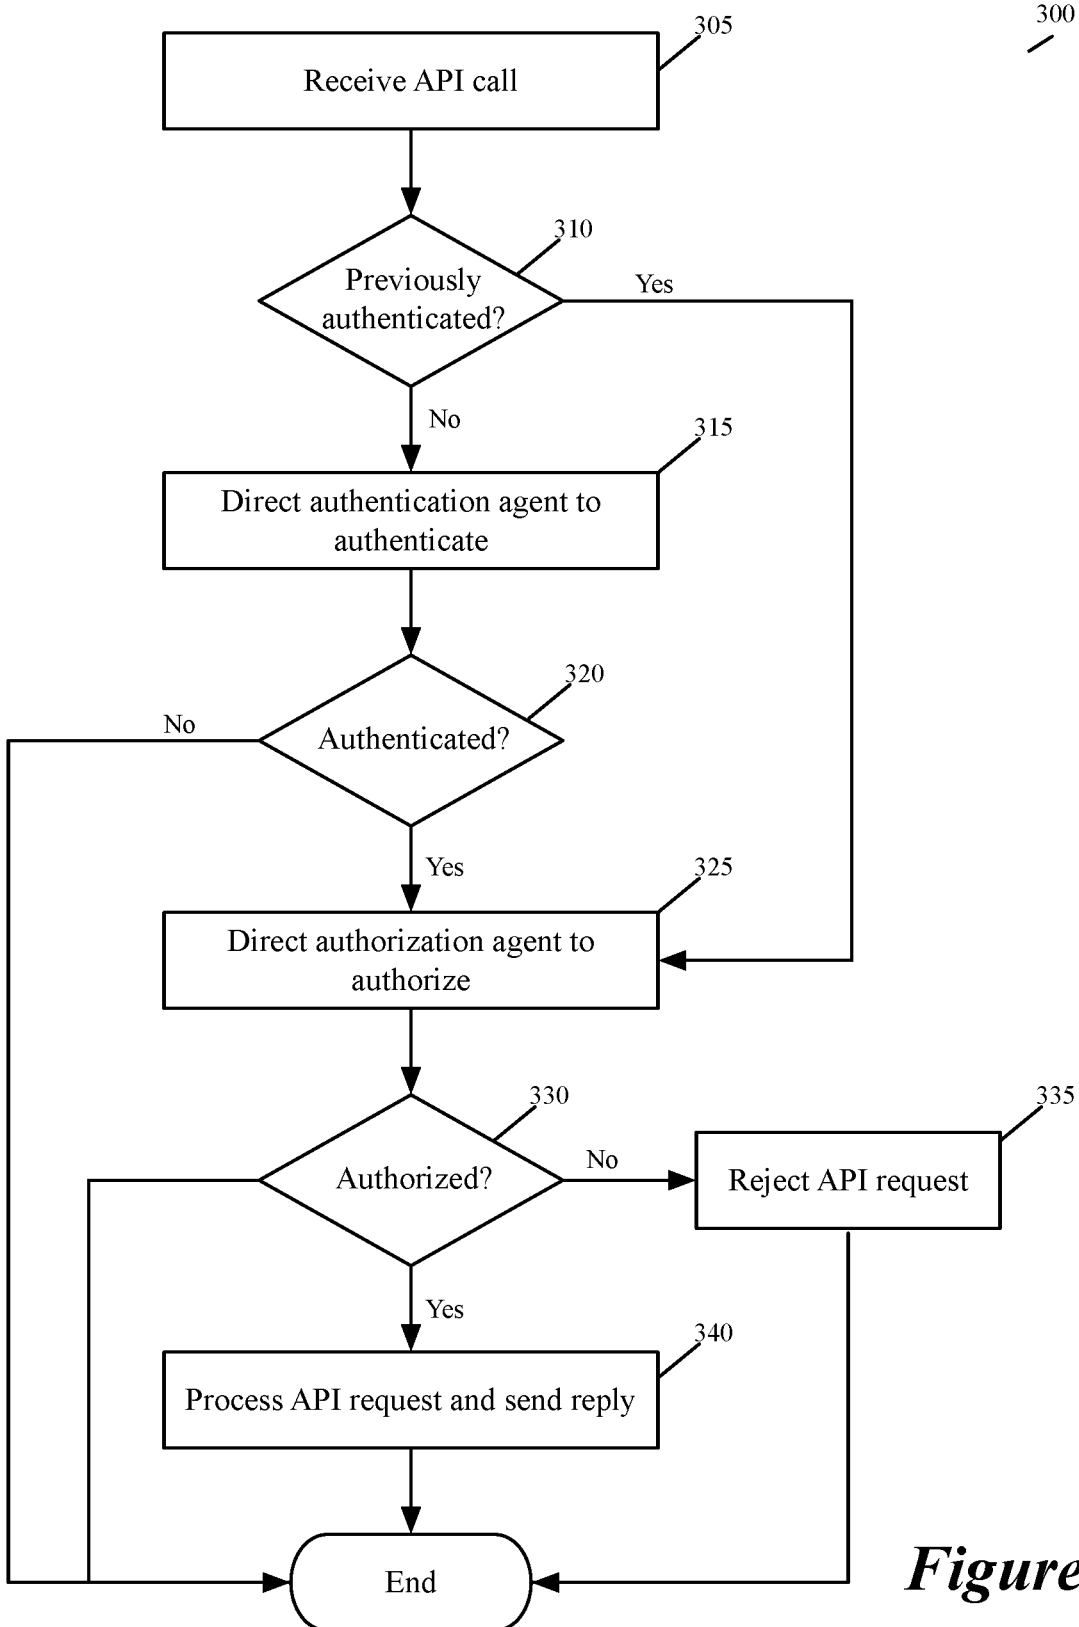 300
305
Receive API call
310
Previously
authenticated?
Yes
No
315
Direct authentication agent to
authenticate
320
No
Authenticated?
Yes
325
Direct authorization agent to
authorize
330
335
Authorized?
No
Reject API request
Yes
340
Process API request and send reply
End
Figure